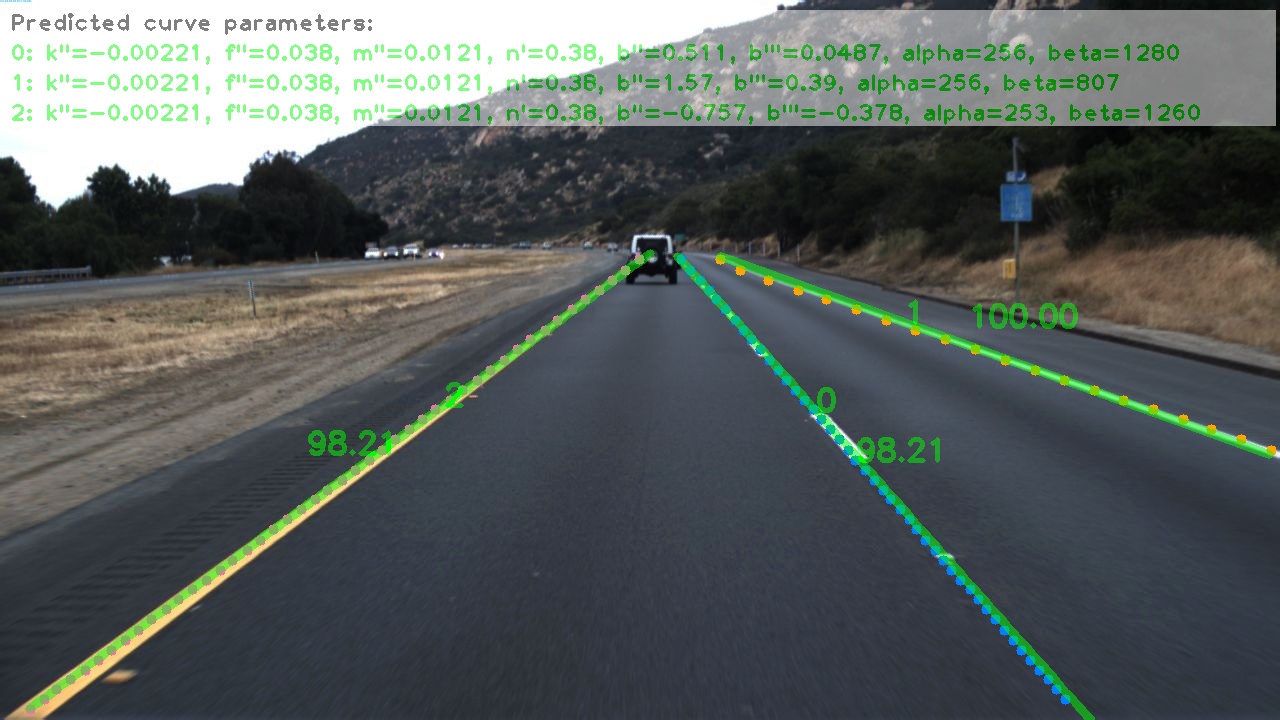 Predicted curve parameters:
0: k''=-0.00221, f''=0.038, m''=0.0121, n'=0.38, b''=0.511, b'''=0.0487, alpha=256, beta=1280
1: k''=-0.00221, f''=0.038, m''=0.0121, n'=0.38, b''=1.57, b'''=0.39, alpha=256, beta=807
2: k''=-0.00221, f''=0.038, m''=0.0121, n'=0.38, b''=-0.757, b'''=-0.378, alpha=253, beta=1260
1 100.00
2
0
98.21
98.21